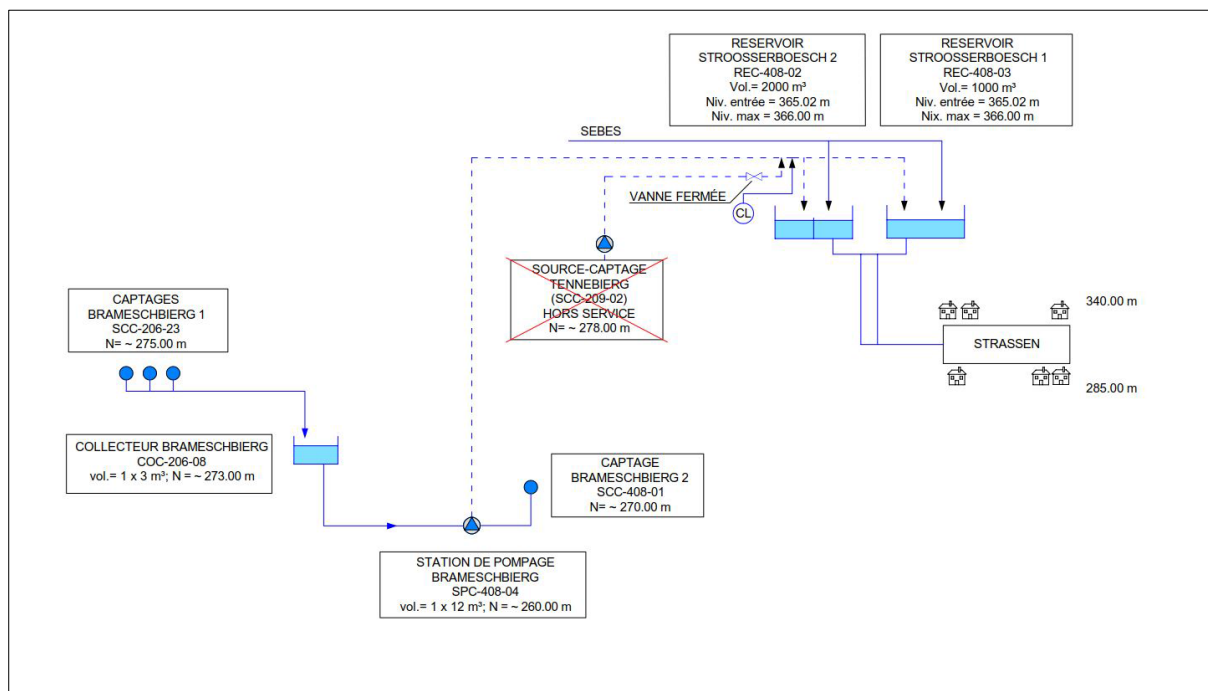 RESERVOIR
STROOSSERBOESCH 2
REC-408-02
Vol.= 2000 m³
Niv. entrée = 365.02 m
Niv. max = 366.00 m
RESERVOIR
STROOSSERBOESCH 1
REC-408-03
Vol.= 1000 m³
Niv. entrée = 365.02 m
Nix. max = 366.00 m
SEBES
VANNE FERMÉE
CL
SOURCE-CAPTAGE
TENNEBIERG
(SCC-209-02)
HORS SERVICE
N= ~ 278.00 m
CAPTAGES
BRAMESCHBIERG 1
SCC-206-23
N= ~ 275.00 m
340.00 m
STRASSEN
285.00 m
COLLECTEUR BRAMESCHBIERG
COC-206-08
vol.= 1 x 3 m³; N = ~ 273.00 m
CAPTAGE
BRAMESCHBIERG 2
SCC-408-01
N= ~ 270.00 m
STATION DE POMPAGE
BRAMESCHBIERG
SPC-408-04
vol.= 1 x 12 m³; N = ~ 260.00 m